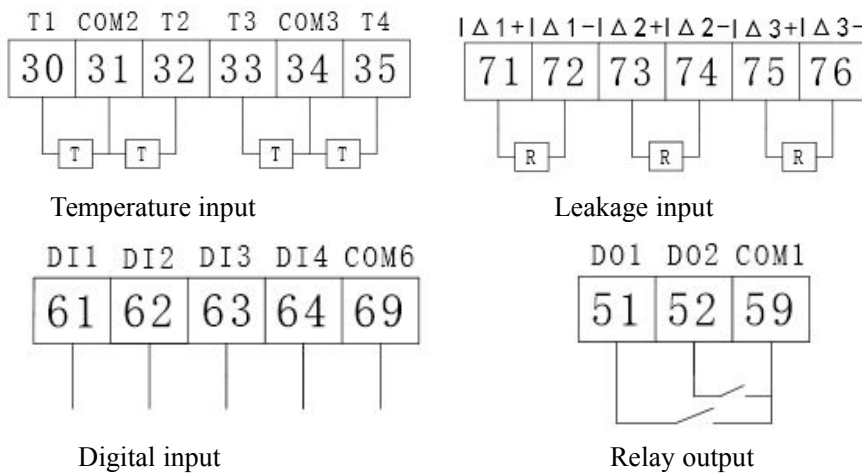 T1 COM2 T2 T3 COM3 T4
30 31 32 33 34 35
T T T T
Temperature input
IΔ1+IΔ1-IΔ2+IΔ2-IΔ3+IΔ3-
71 72 73 74 75 76
R R R
Leakage input
DI1 DI2 DI3 DI4 COM6
61 62 63 64 69
Digital input
DO1 DO2 COM1
51 52 59
Relay output